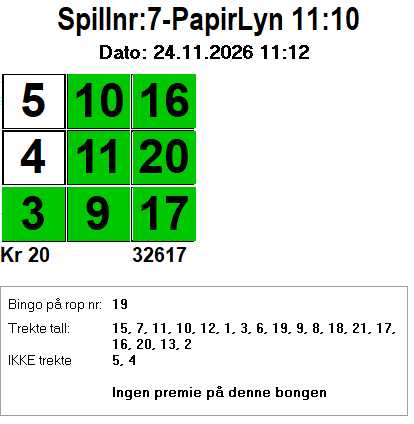 Spillnr:7-PapirLyn 11:10
Dato: 24.11.2026 11:12
5 10 16
4 11 20
3 9 17
Kr 20 32617
Bingo på rop nr: 19
Trekte tall: 15, 7, 11, 10, 12, 1, 3, 6, 19, 9, 8, 18, 21, 17,
16, 20, 13, 2
IKKE trekte 5, 4
Ingen premie på denne bongen